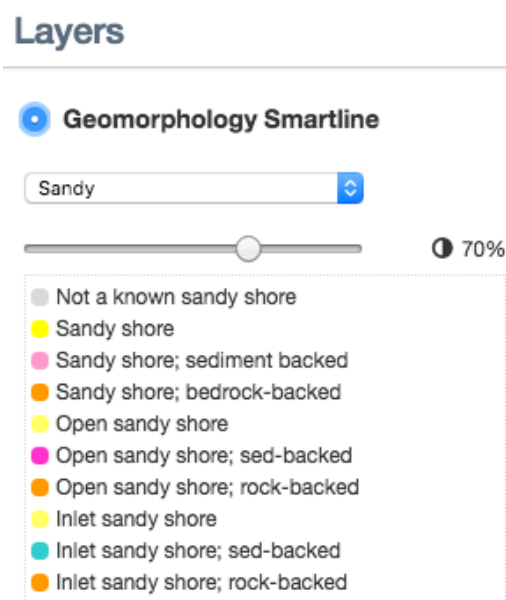 Layers
Geomorphology Smartline
Sandy
70%
Not a known sandy shore
Sandy shore
Sandy shore; sediment backed
Sandy shore; bedrock-backed
Open sandy shore
Open sandy shore; sed-backed
Open sandy shore; rock-backed
Inlet sandy shore
Inlet sandy shore; sed-backed
Inlet sandy shore; rock-backed